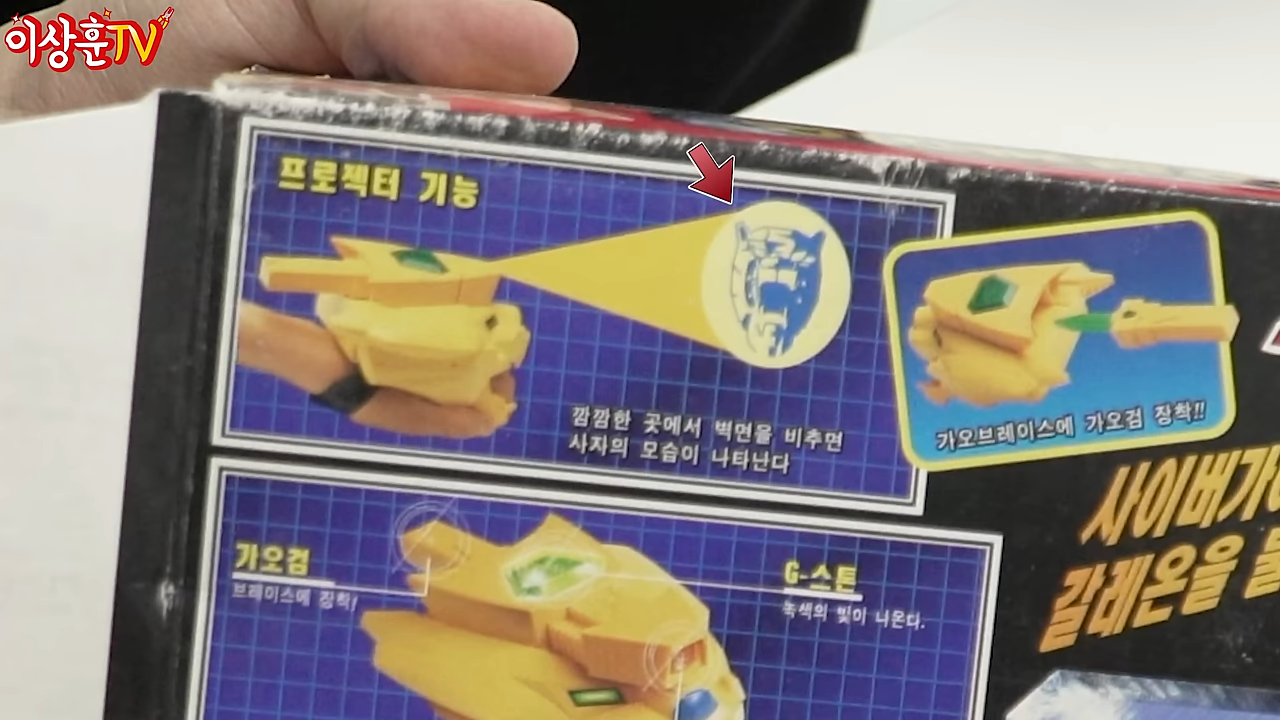 이상훈TV
프로젝터 기능
깜깜한 곳에서 벽면을 비추면
사자의 모습이 나타난다
가오브레이스에 가오검 장착!!
사이버가
갈레온을
가오검
브레이스에 장착!
G-스톤
녹색의 빛이 나온다.